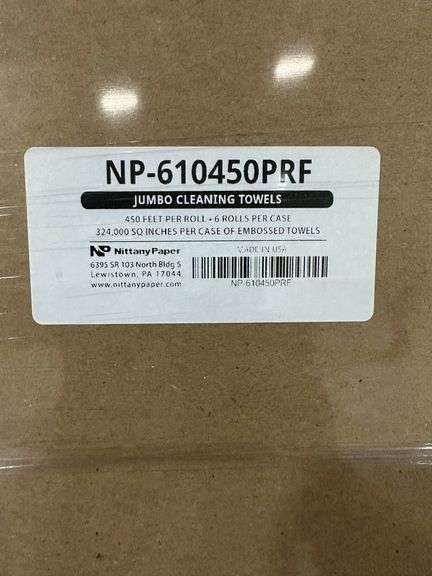 NP-610450PRF
JUMBO CLEANING TOWELS
450 FEET PER ROLL • 6 ROLLS PER CASE
324,000 SQ INCHES PER CASE OF EMBOSSED TOWELS
NP NittanyPaper
6395 SR 103 North Bldg 5
Lewistown, PA 17044
www.nittanypaper.com
MADE IN USA
NP-610450PRF